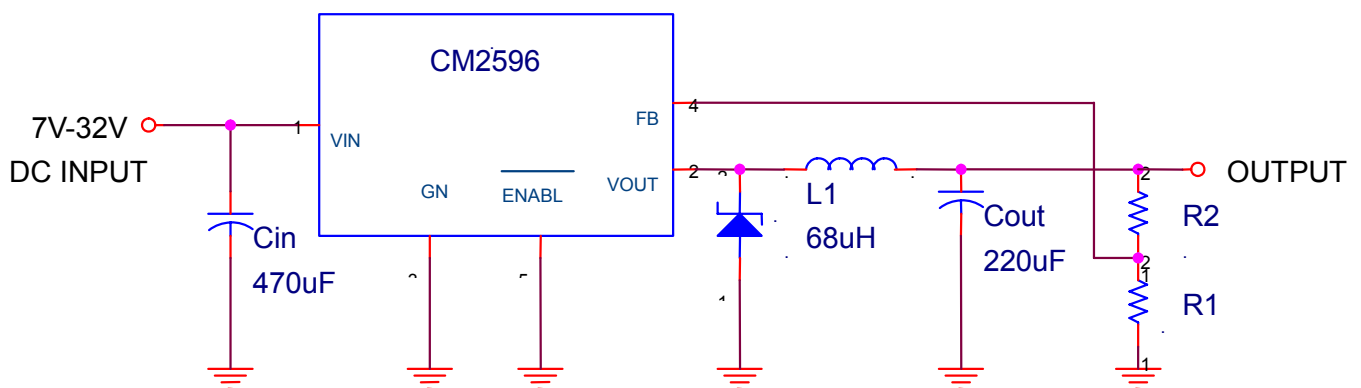 CM2596
7V-32V
DC INPUT
1
VIN
FB
4
GN
ENABL
VOUT
2
L1
68uH
Cin
470uF
Cout
220uF
2
OUTPUT
R2
2
1
R1
1
1